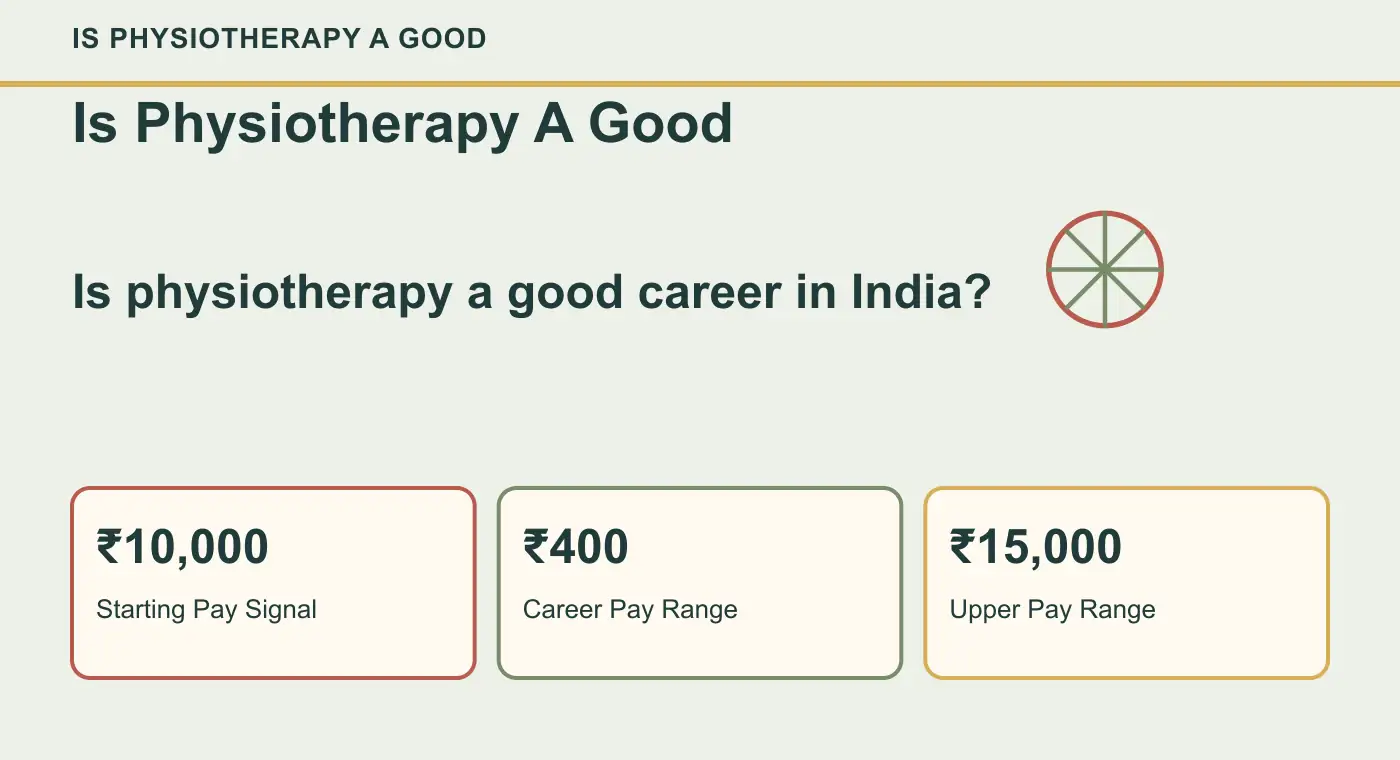 IS PHYSIOTHERAPY A GOOD
Is Physiotherapy A Good
Is physiotherapy a good career in India?
₹10,000
Starting Pay Signal
₹400
Career Pay Range
₹15,000
Upper Pay Range